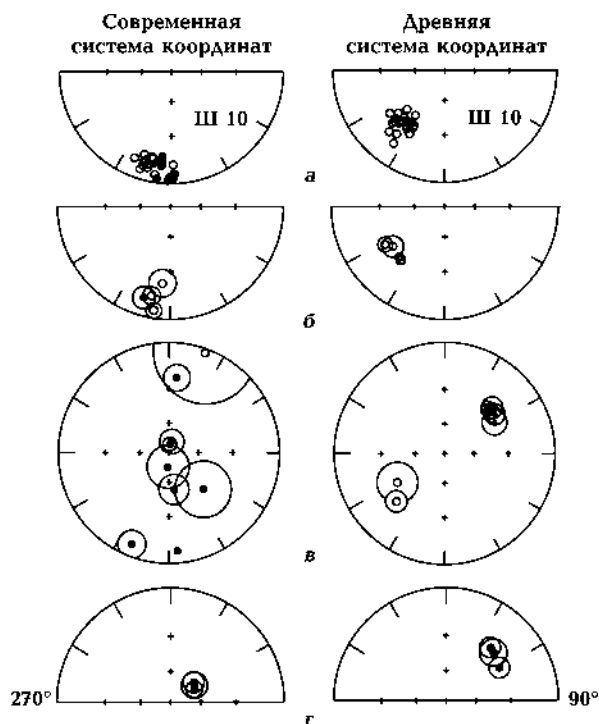 Современная
система координат
Древняя
система координат
Ш 10
Ш 10
а
б
в
270°
90°
г